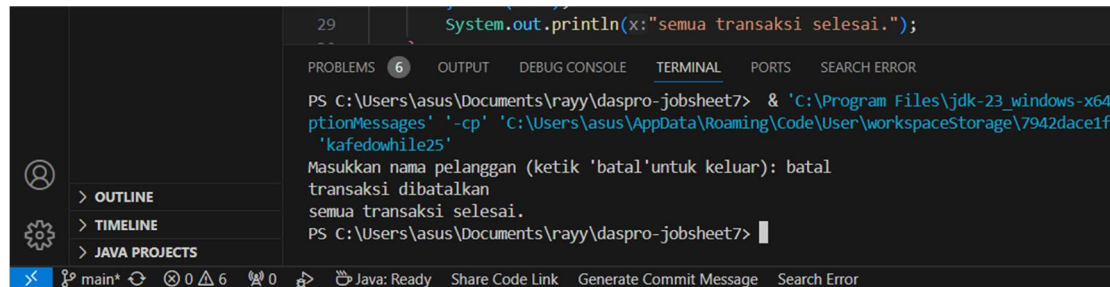 29 System.out.println(x:"semua transaksi selesai.");
PROBLEMS 6 OUTPUT DEBUG CONSOLE TERMINAL PORTS SEARCH ERROR
PS C:\Users\asus\Documents\rayy\daspro-jobsheet7> & 'C:\Program Files\jdk-23_windows-x64
ptionMessages' '-cp' 'C:\Users\asus\AppData\Roaming\Code\User\workspaceStorage\7942dace1f
'kafedowhile25'
Masukkan nama pelanggan (ketik 'batal'untuk keluar): batal
transaksi dibatalkan
semua transaksi selesai.
PS C:\Users\asus\Documents\rayy\daspro-jobsheet7>
> OUTLINE
> TIMELINE
> JAVA PROJECTS
main* 0 6 0 Java: Ready Share Code Link Generate Commit Message Search Error